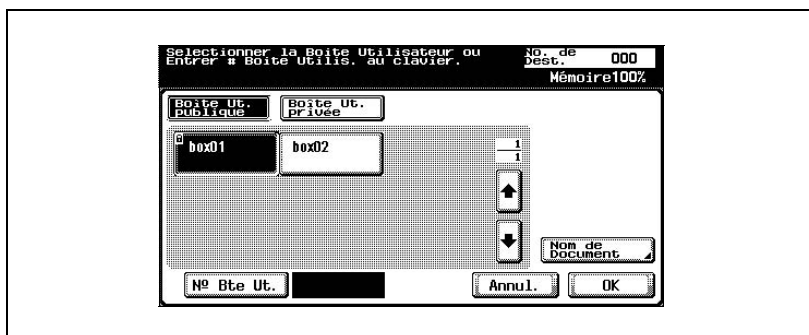 Selectionner la Boite Utilisateur ou
Entrer # Boite Utilis. au clavier.
No. de
Dest.
000
Mémoire100%
Boite Ut.
publique
Boîte Ut.
privée
box01
box02
1
1
Nom de
Document
Nº Bte Ut.
Annul.
OK